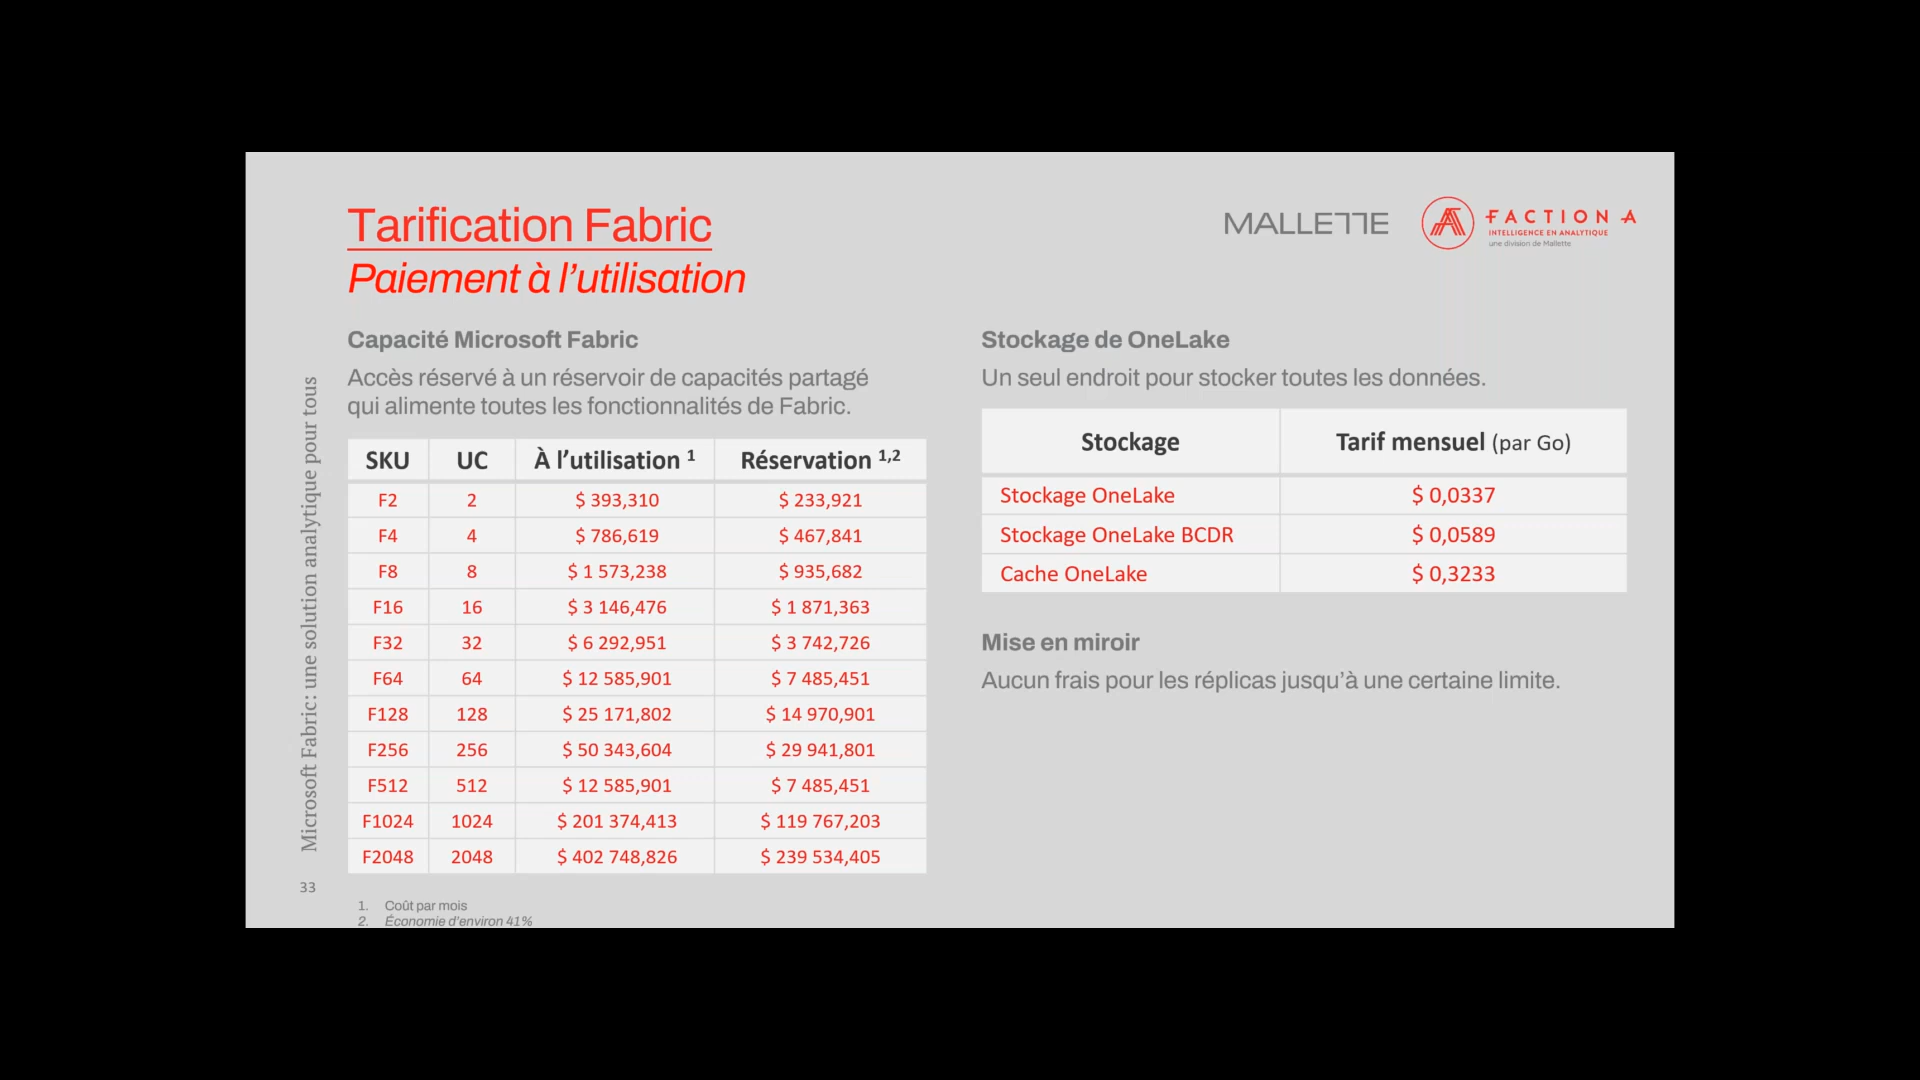 Tarification Fabric
Paiement à l’utilisation
MALLETTE
FACTION A
INTELLIGENCE EN ANALYTIQUE
une division de Mallette
Microsoft Fabric: une solution analytique pour tous
33
Capacité Microsoft Fabric
Accès réservé à un réservoir de capacités partagé
qui alimente toutes les fonctionnalités de Fabric.
SKU UC À l’utilisation 1 Réservation 1,2
F2 2 $ 393,310 $ 233,921
F4 4 $ 786,619 $ 467,841
F8 8 $ 1 573,238 $ 935,682
F16 16 $ 3 146,476 $ 1 871,363
F32 32 $ 6 292,951 $ 3 742,726
F64 64 $ 12 585,901 $ 7 485,451
F128 128 $ 25 171,802 $ 14 970,901
F256 256 $ 50 343,604 $ 29 941,801
F512 512 $ 12 585,901 $ 7 485,451
F1024 1024 $ 201 374,413 $ 119 767,203
F2048 2048 $ 402 748,826 $ 239 534,405
1. Coût par mois
2. Économie d’environ 41%
Stockage de OneLake
Un seul endroit pour stocker toutes les données.
Stockage Tarif mensuel (par Go)
Stockage OneLake $ 0,0337
Stockage OneLake BCDR $ 0,0589
Cache OneLake $ 0,3233
Mise en miroir
Aucun frais pour les réplicas jusqu’à une certaine limite.